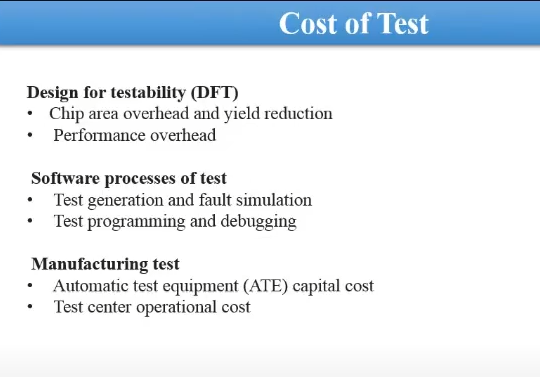 Cost of Test
Design for testability (DFT)
• Chip area overhead and yield reduction
• Performance overhead
Software processes of test
• Test generation and fault simulation
• Test programming and debugging
Manufacturing test
• Automatic test equipment (ATE) capital cost
• Test center operational cost